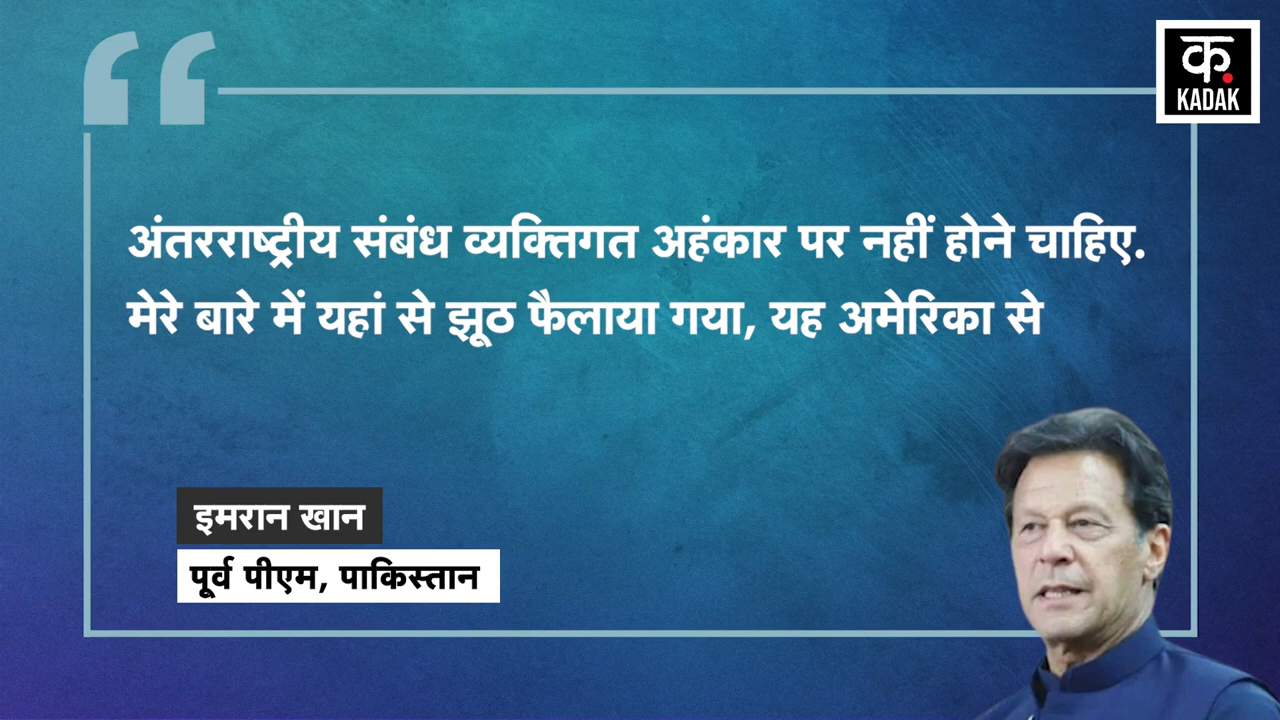 क.
KADAK
अंतरराष्ट्रीय संबंध व्यक्तिगत अहंकार पर नहीं होने चाहिए.
मेरे बारे में यहां से झूठ फैलाया गया, यह अमेरिका से
इमरान खान
पूर्व पीएम, पाकिस्तान